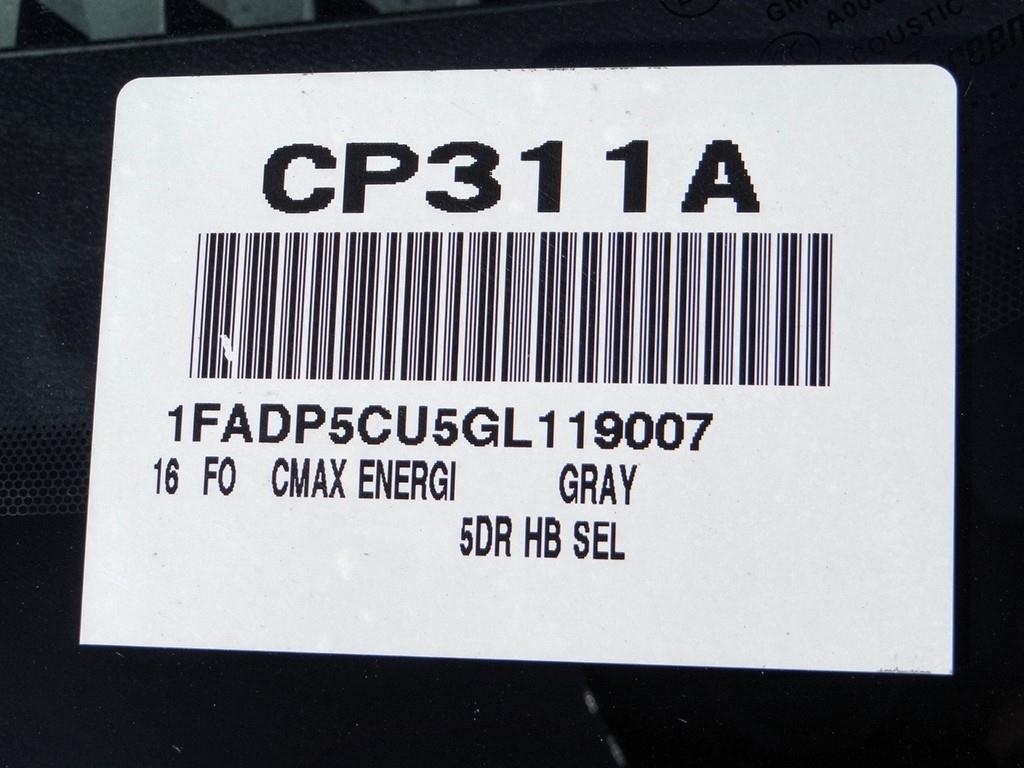 CP311A
1FADP5CU5GL119007
16 FO CMAX ENERGI GRAY
5DR HB SEL